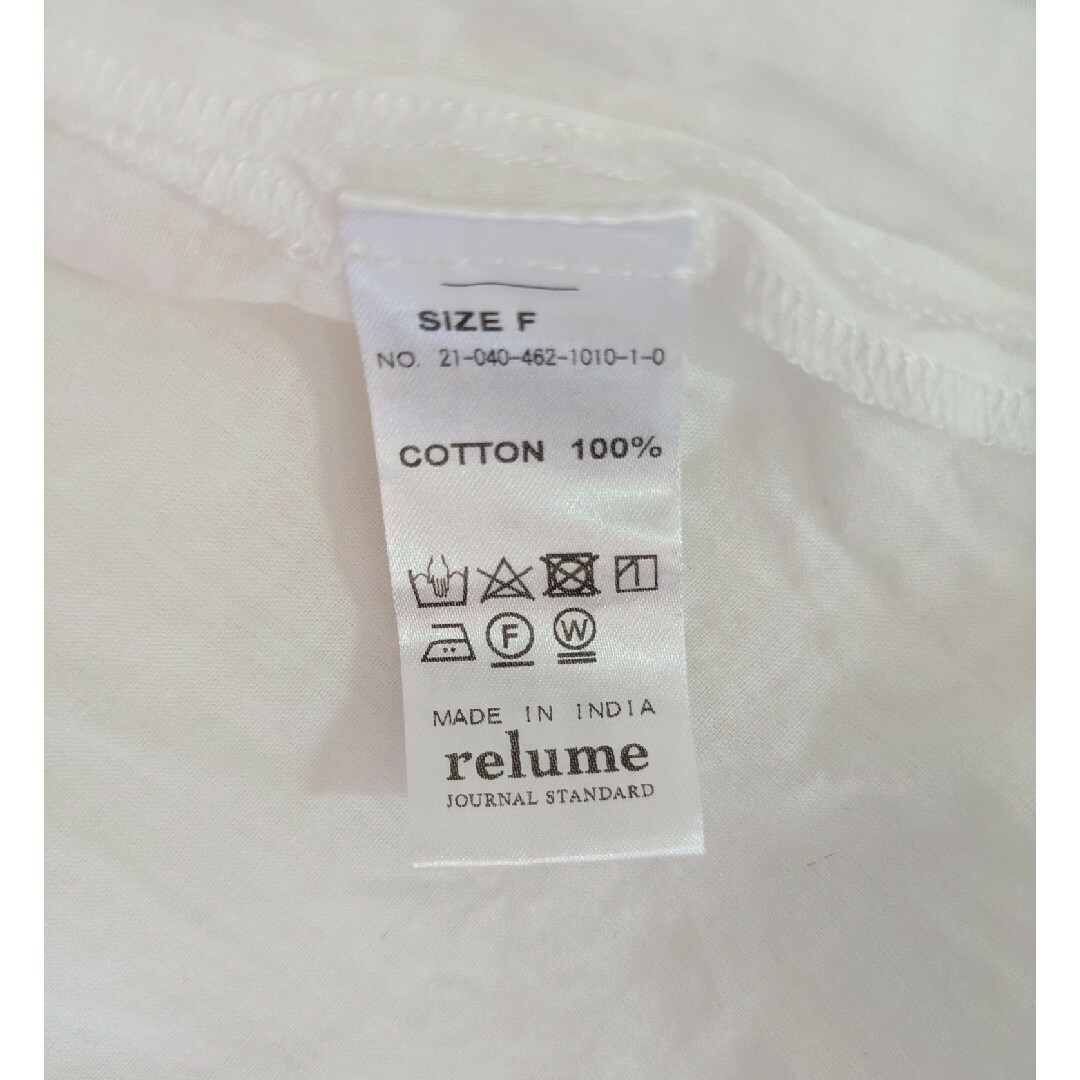 SIZE F
NO. 21-040-462-1010-1-0
COTTON 100%
F W
MADE IN INDIA
relume
JOURNAL STANDARD